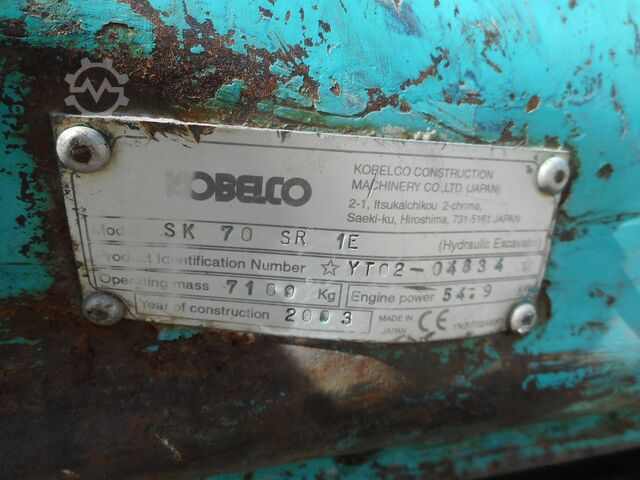 KOBELCO
KOBELCO CONSTRUCTION
MACHINERY CO.,LTD. (JAPAN)
2-1, Itsukaichikou 2-chome,
Saeki-ku, Hiroshima, 731-5161 JAPAN
Model SK 70 SR 1E (Hydraulic Excavator)
Product Identification Number ☆ YT02-04834 ☆
Operating mass 7100 Kg Engine power 54.9
Year of construction 2003 MADE IN JAPAN CE